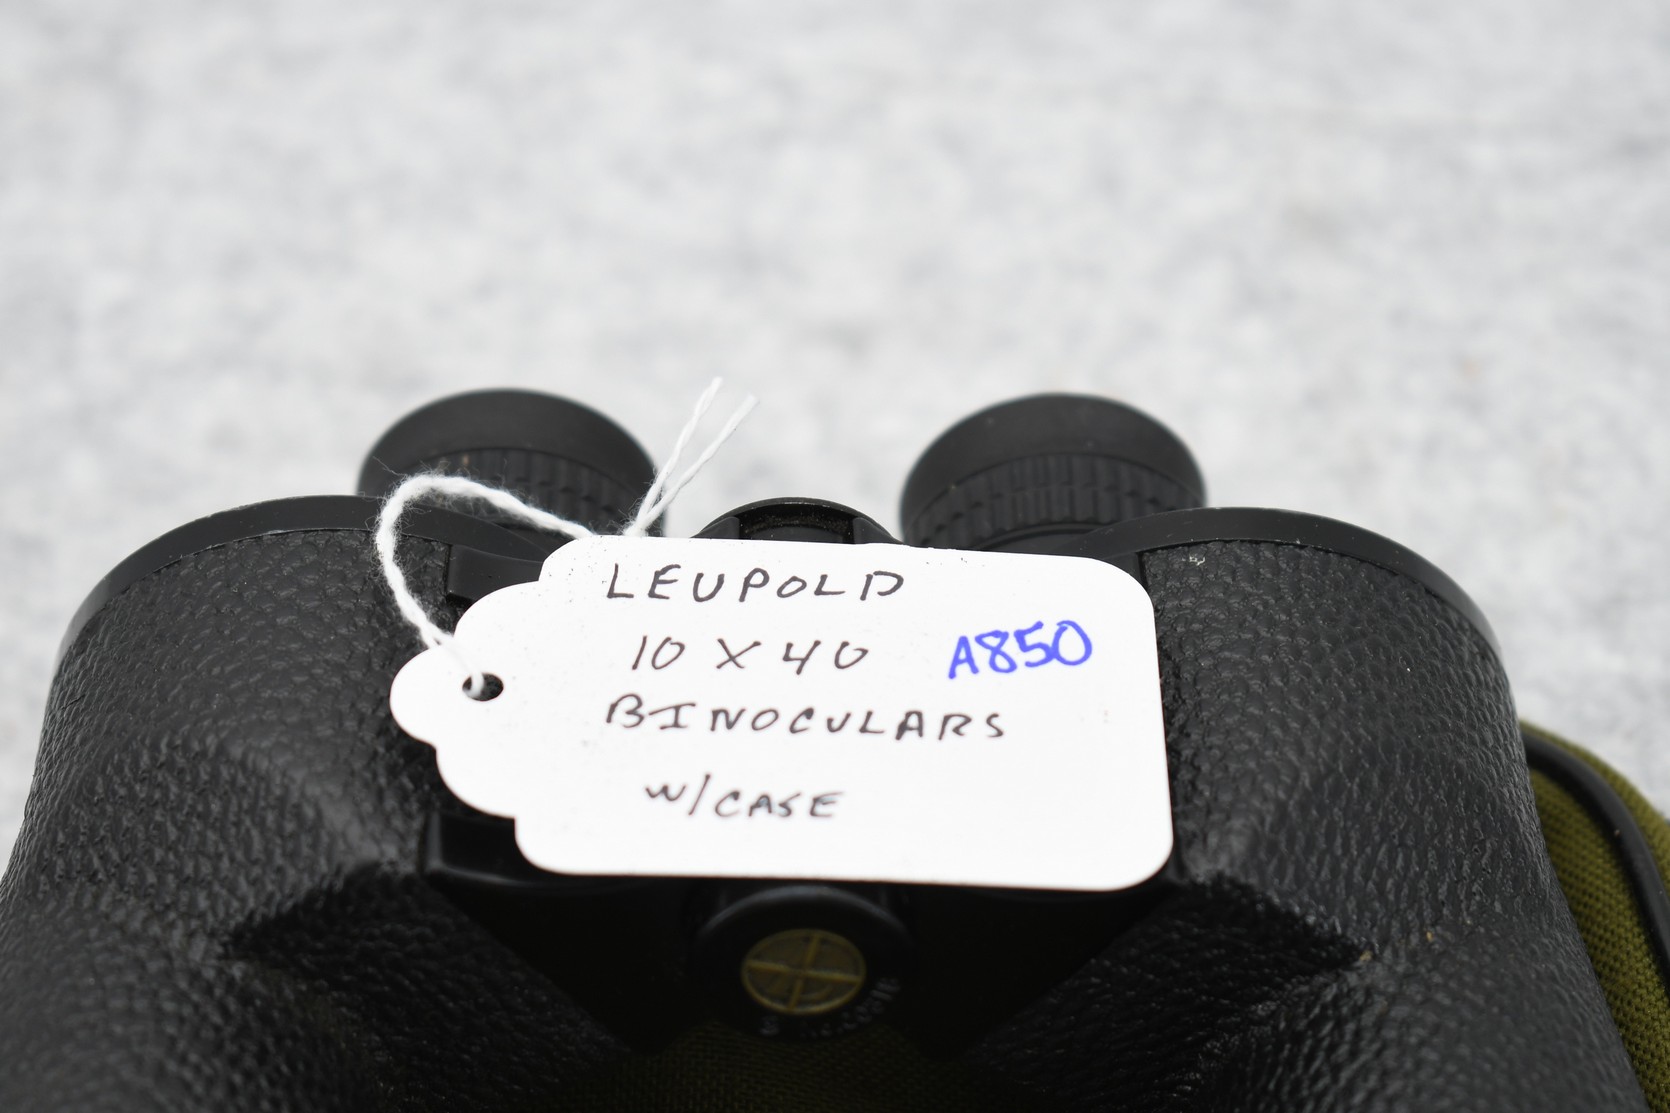 LEUPOLD
10 X 40 A850
BINOCULARS
W/CASE